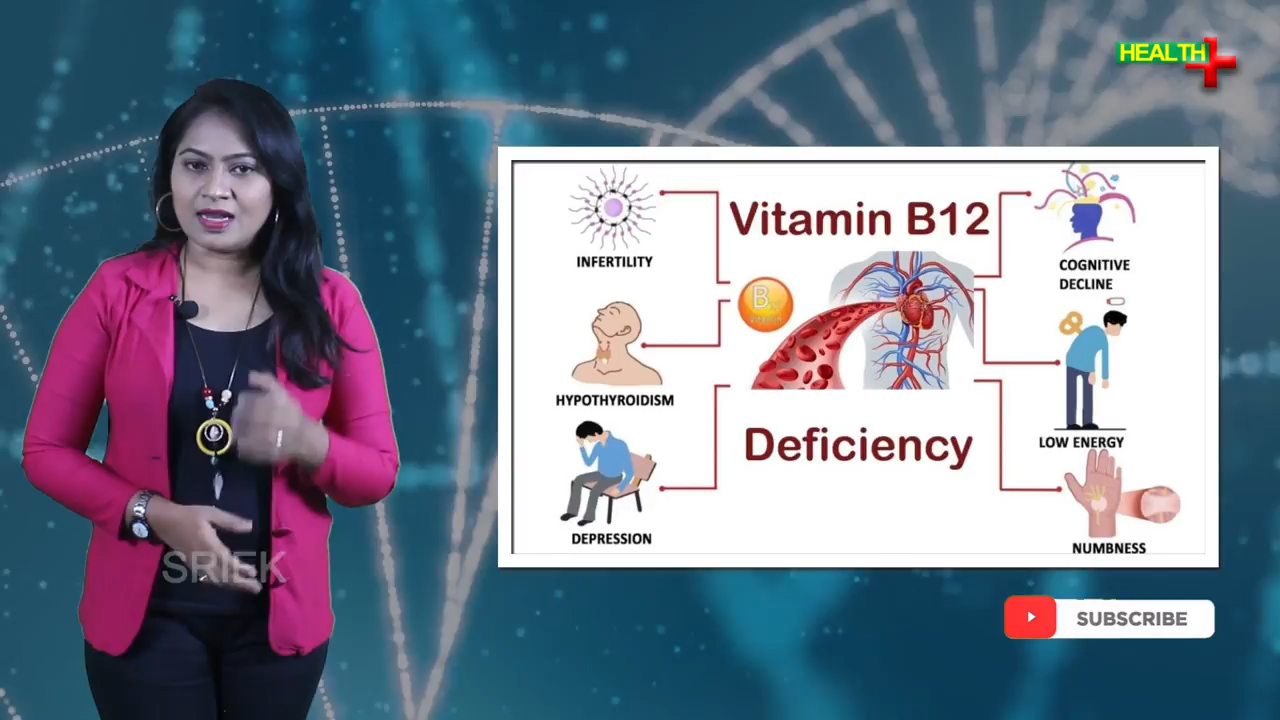 HEALTH
Vitamin B12
INFERTILITY
COGNITIVE
DECLINE
HYPOTHYROIDISM
LOW ENERGY
Deficiency
DEPRESSION
NUMBNESS
SRIEK
SUBSCRIBE